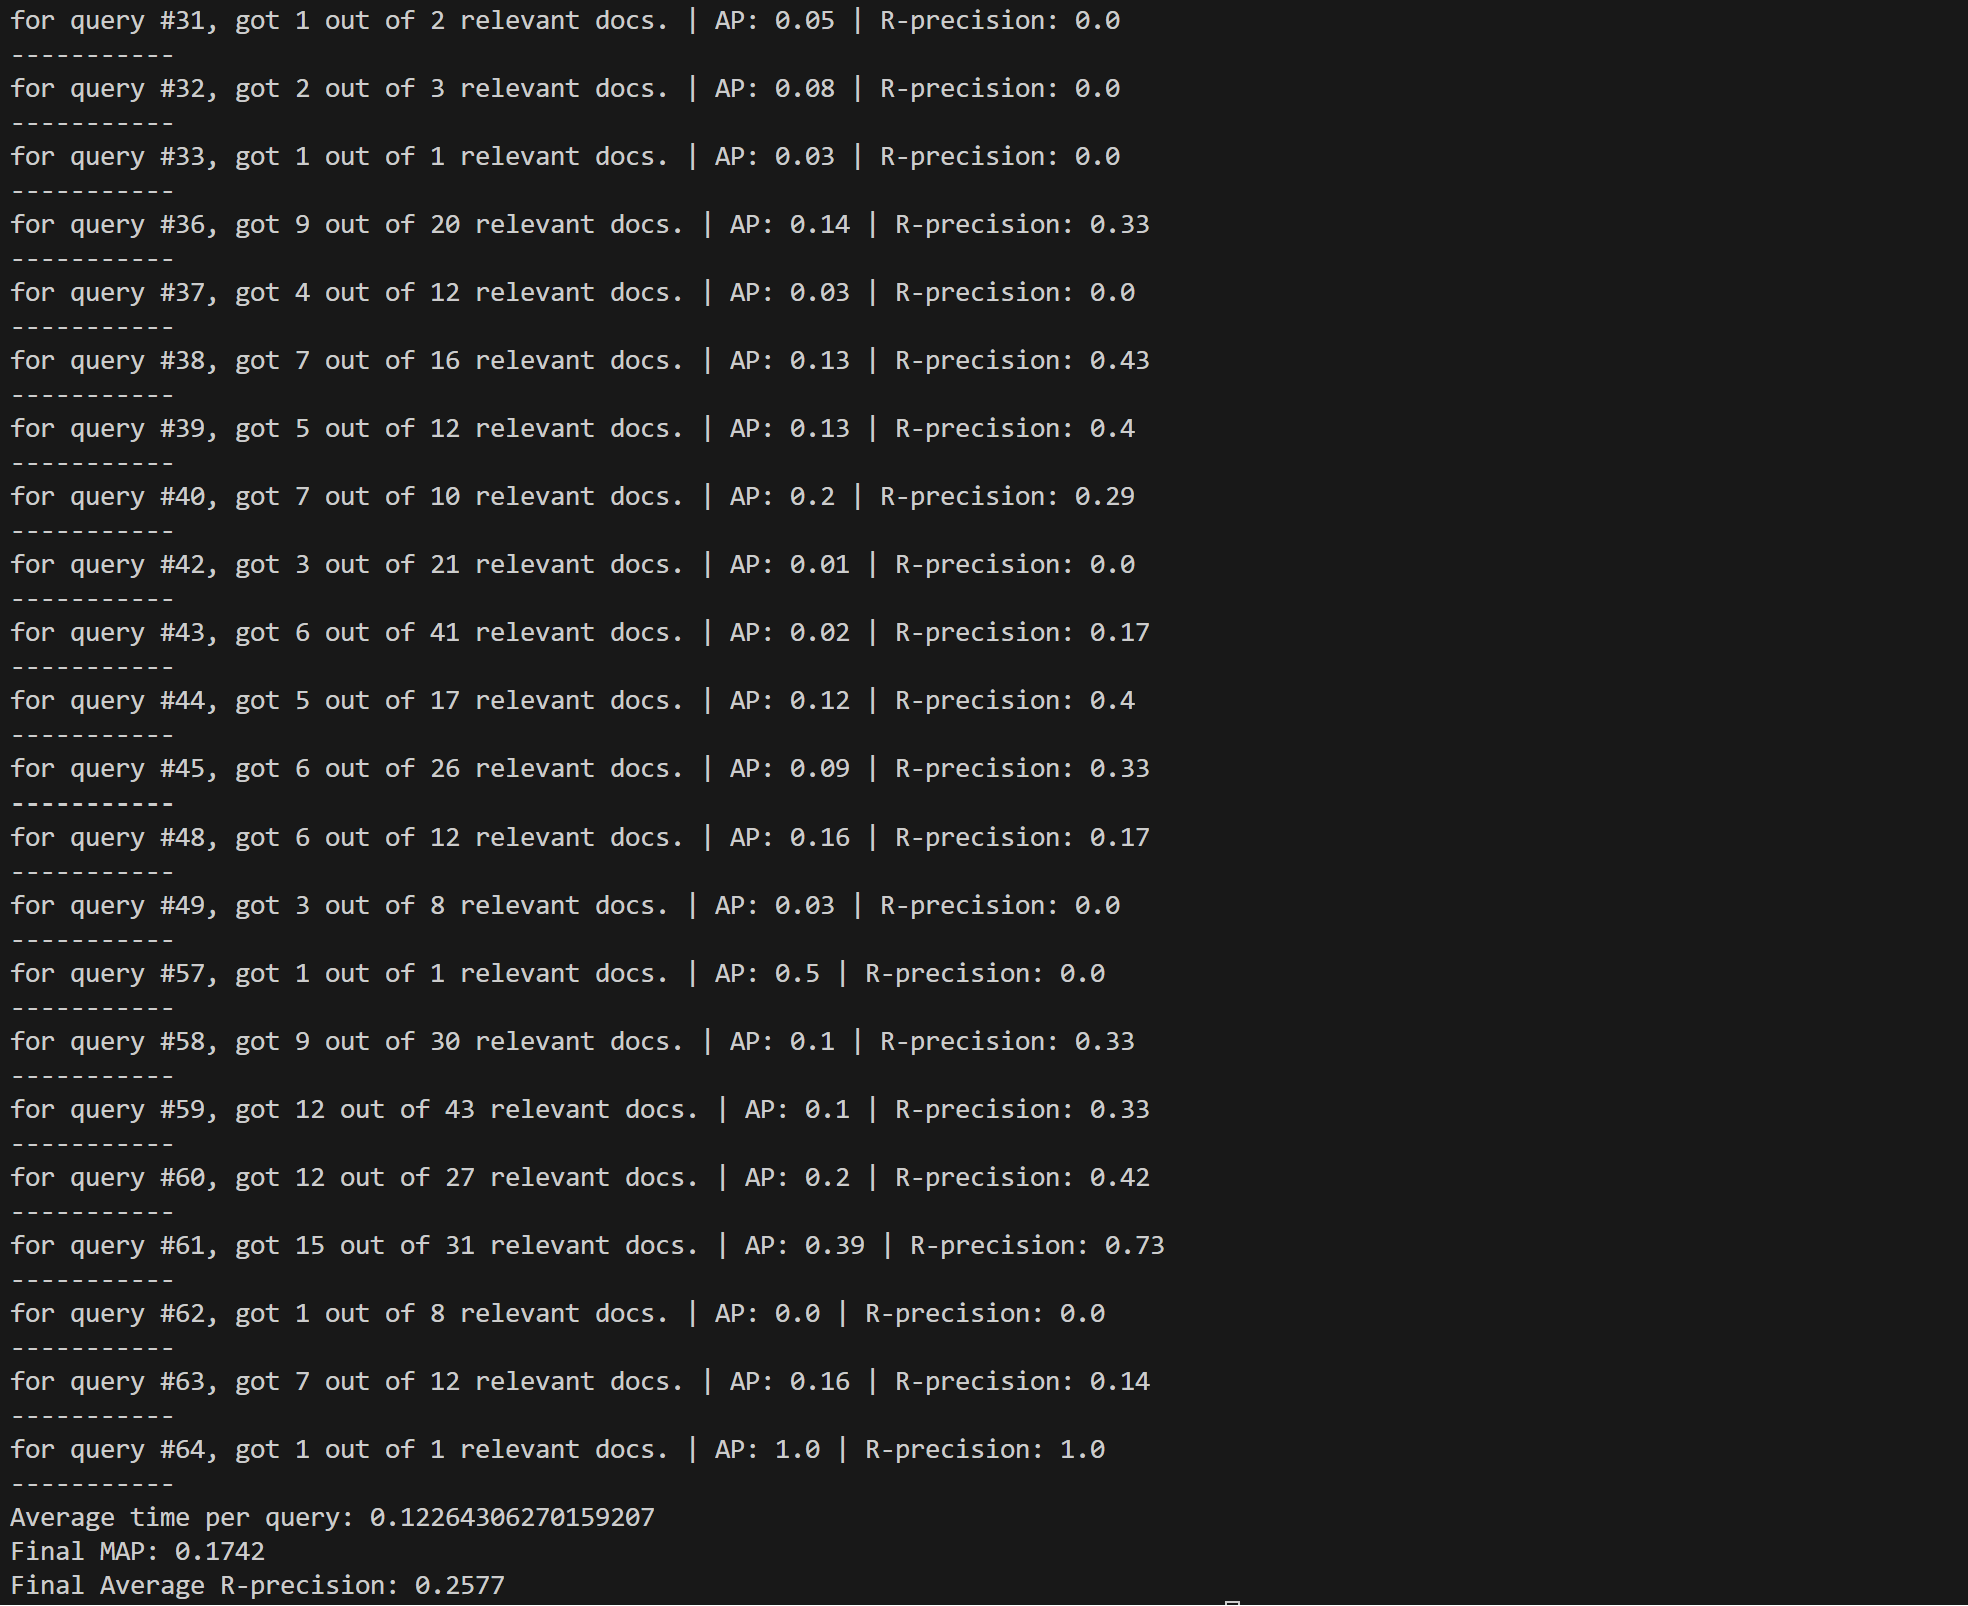 for query #31, got 1 out of 2 relevant docs. | AP: 0.05 | R-precision: 0.0
-----------
for query #32, got 2 out of 3 relevant docs. | AP: 0.08 | R-precision: 0.0
-----------
for query #33, got 1 out of 1 relevant docs. | AP: 0.03 | R-precision: 0.0
-----------
for query #36, got 9 out of 20 relevant docs. | AP: 0.14 | R-precision: 0.33
-----------
for query #37, got 4 out of 12 relevant docs. | AP: 0.03 | R-precision: 0.0
-----------
for query #38, got 7 out of 16 relevant docs. | AP: 0.13 | R-precision: 0.43
-----------
for query #39, got 5 out of 12 relevant docs. | AP: 0.13 | R-precision: 0.4
-----------
for query #40, got 7 out of 10 relevant docs. | AP: 0.2 | R-precision: 0.29
-----------
for query #42, got 3 out of 21 relevant docs. | AP: 0.01 | R-precision: 0.0
-----------
for query #43, got 6 out of 41 relevant docs. | AP: 0.02 | R-precision: 0.17
-----------
for query #44, got 5 out of 17 relevant docs. | AP: 0.12 | R-precision: 0.4
-----------
for query #45, got 6 out of 26 relevant docs. | AP: 0.09 | R-precision: 0.33
-----------
for query #48, got 6 out of 12 relevant docs. | AP: 0.16 | R-precision: 0.17
-----------
for query #49, got 3 out of 8 relevant docs. | AP: 0.03 | R-precision: 0.0
-----------
for query #57, got 1 out of 1 relevant docs. | AP: 0.5 | R-precision: 0.0
-----------
for query #58, got 9 out of 30 relevant docs. | AP: 0.1 | R-precision: 0.33
-----------
for query #59, got 12 out of 43 relevant docs. | AP: 0.1 | R-precision: 0.33
-----------
for query #60, got 12 out of 27 relevant docs. | AP: 0.2 | R-precision: 0.42
-----------
for query #61, got 15 out of 31 relevant docs. | AP: 0.39 | R-precision: 0.73
-----------
for query #62, got 1 out of 8 relevant docs. | AP: 0.0 | R-precision: 0.0
-----------
for query #63, got 7 out of 12 relevant docs. | AP: 0.16 | R-precision: 0.14
-----------
for query #64, got 1 out of 1 relevant docs. | AP: 1.0 | R-precision: 1.0
-----------
Average time per query: 0.12264306270159207
Final MAP: 0.1742
Final Average R-precision: 0.2577